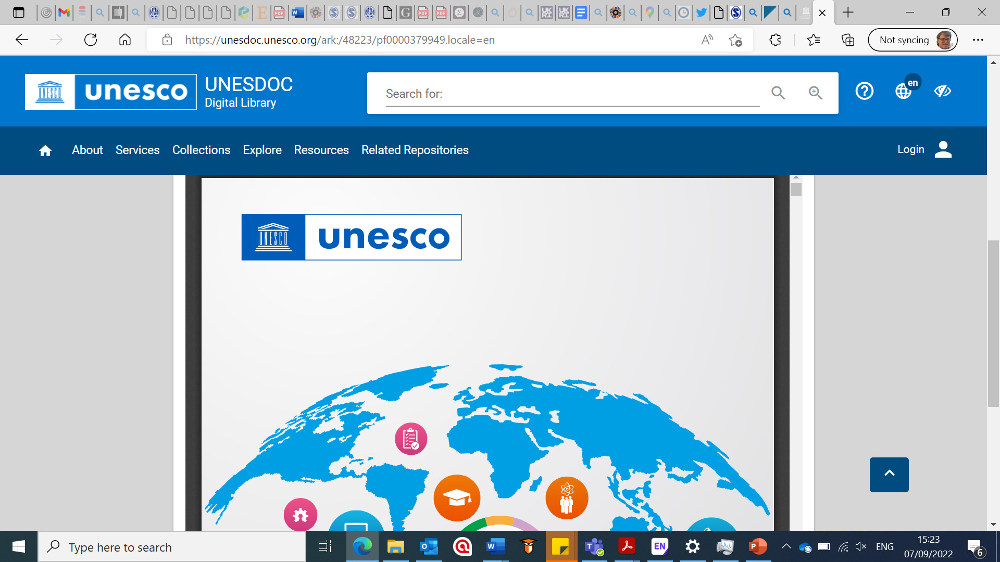 https://unesdoc.unesco.org/ark:/48223/pf0000379949.locale=en
Not syncing
UNESCO
unesco
UNESDOC
Digital Library
Search for:
en
About Services Collections Explore Resources Related Repositories
Login
UNESCO
unesco
Type here to search
ENG
15:23
07/09/2022
6